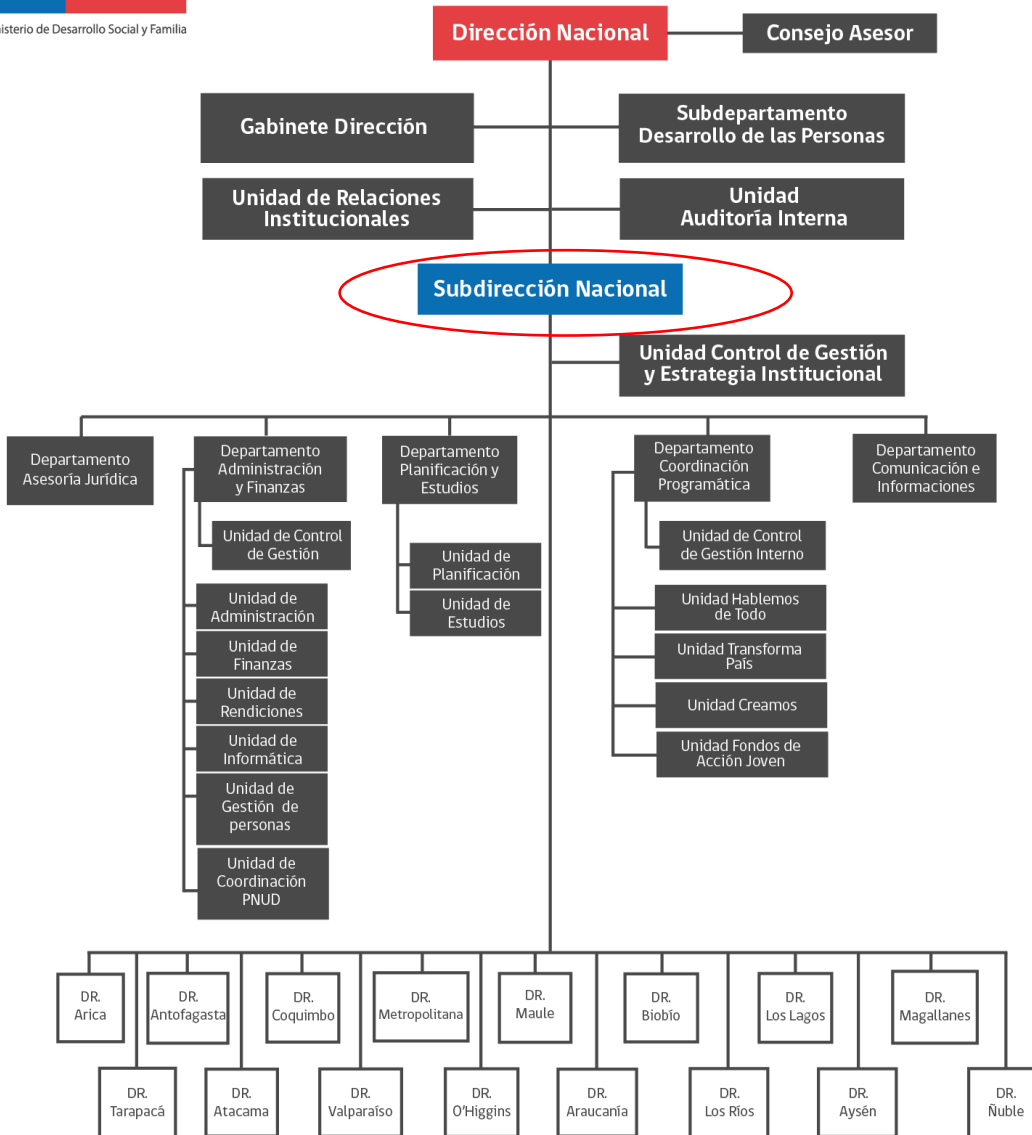 Ministerio de Desarrollo Social y Familia
Dirección Nacional
Consejo Asesor
Gabinete Dirección
Subdepartamento
Desarrollo de las Personas
Unidad de Relaciones
Institucionales
Unidad
Auditoría Interna
Subdirección Nacional
Unidad Control de Gestión
y Estrategia Institucional
Departamento
Asesoría Jurídica
Departamento
Administración
y Finanzas
Departamento
Planificación y
Estudios
Departamento
Coordinación
Programática
Departamento
Comunicación e
Informaciones
Unidad de Control
de Gestión
Unidad de
Administración
Unidad de
Finanzas
Unidad de
Rendiciones
Unidad de
Informática
Unidad de
Gestión de
personas
Unidad de
Coordinación
PNUD
Unidad de
Planificación
Unidad de
Estudios
Unidad de Control
de Gestión Interno
Unidad Hablemos
de Todo
Unidad Transforma
País
Unidad Creamos
Unidad Fondos de
Acción Joven
DR.
Arica
DR.
Antofagasta
DR.
Coquimbo
DR.
Metropolitana
DR.
Maule
DR.
Biobío
DR.
Los Lagos
DR.
Magallanes
DR.
Tarapacá
DR.
Atacama
DR.
Valparaíso
DR.
O'Higgins
DR.
Araucanía
DR.
Los Ríos
DR.
Aysén
DR.
Ñuble